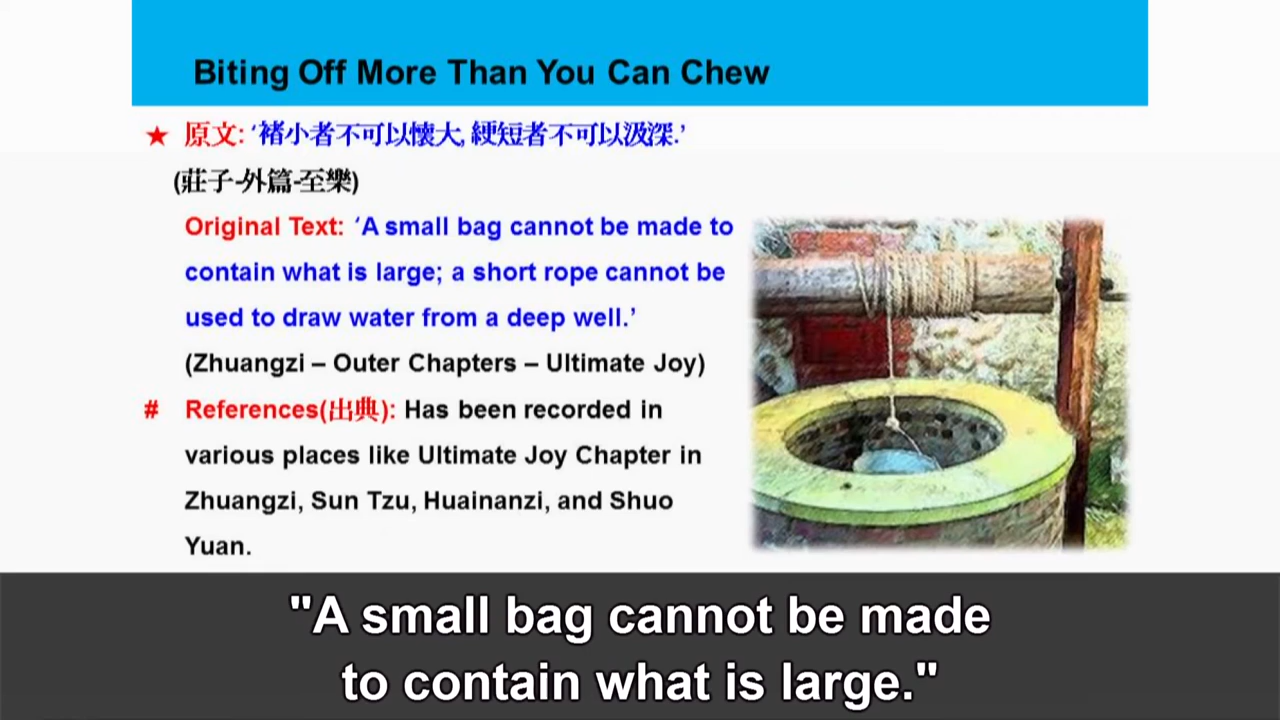 Biting Off More Than You Can Chew
★ 原文: ‘褚小者不可以懷大, 綆短者不可以汲深.’
(莊子-外篇-至樂)
Original Text: ‘A small bag cannot be made to
contain what is large; a short rope cannot be
used to draw water from a deep well.’
(Zhuangzi – Outer Chapters – Ultimate Joy)
# References(出典): Has been recorded in
various places like Ultimate Joy Chapter in
Zhuangzi, Sun Tzu, Huainanzi, and Shuo
Yuan.
"A small bag cannot be made
to contain what is large."